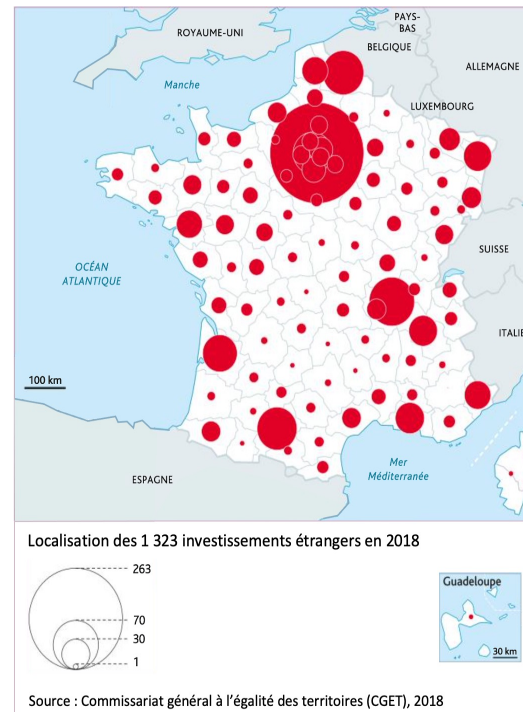 PAYS-
BAS
ROYAUME-UNI
BELGIQUE
ALLEMAGNE
Manche
LUXEMBOURG
SUISSE
OCÉAN
ATLANTIQUE
ITALIE
100 km
Mer
Méditerranée
ESPAGNE
Localisation des 1 323 investissements étrangers en 2018
263
70
30
1
Guadeloupe
30 km
Source : Commissariat général à l'égalité des territoires (CGET), 2018